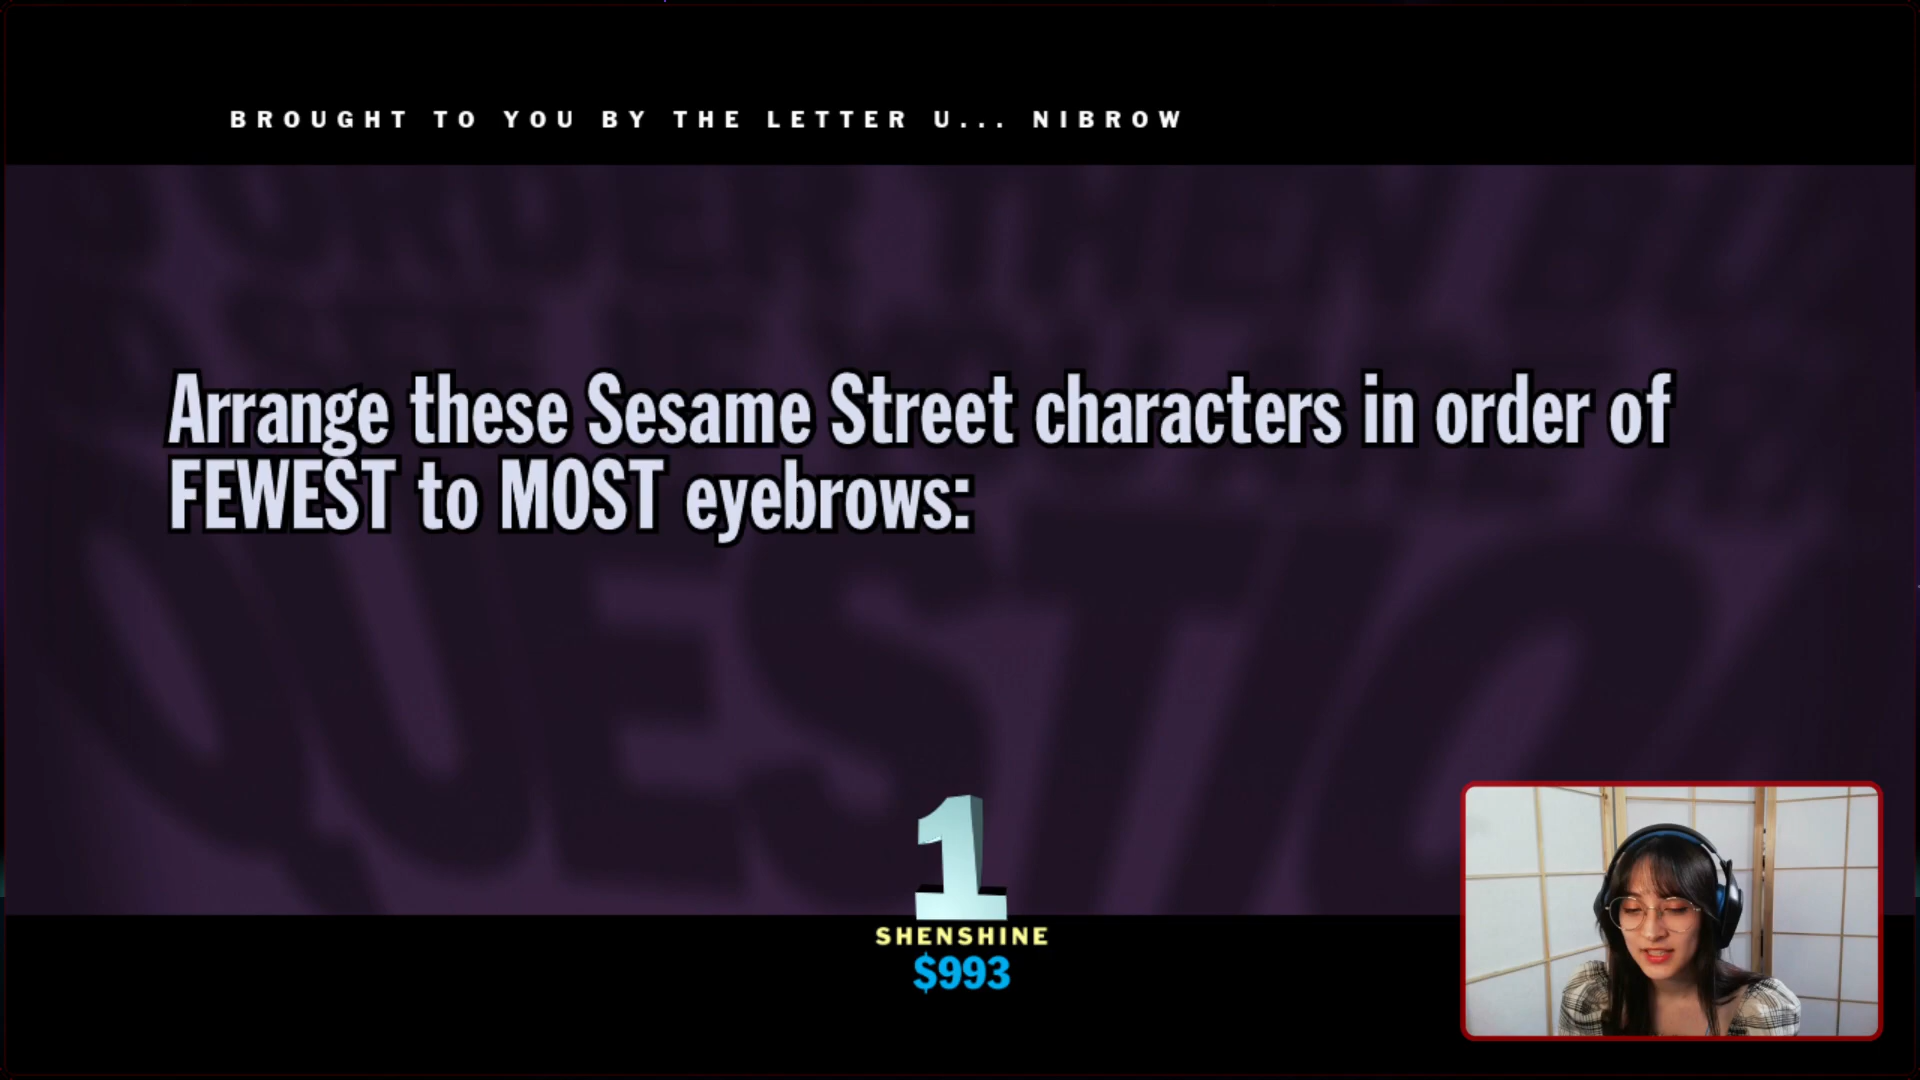 BROUGHT TO YOU BY THE LETTER U... NIBROW
Arrange these Sesame Street characters in order of
FEWEST to MOST eyebrows:
QUESTIO
1
SHENSHINE
$993